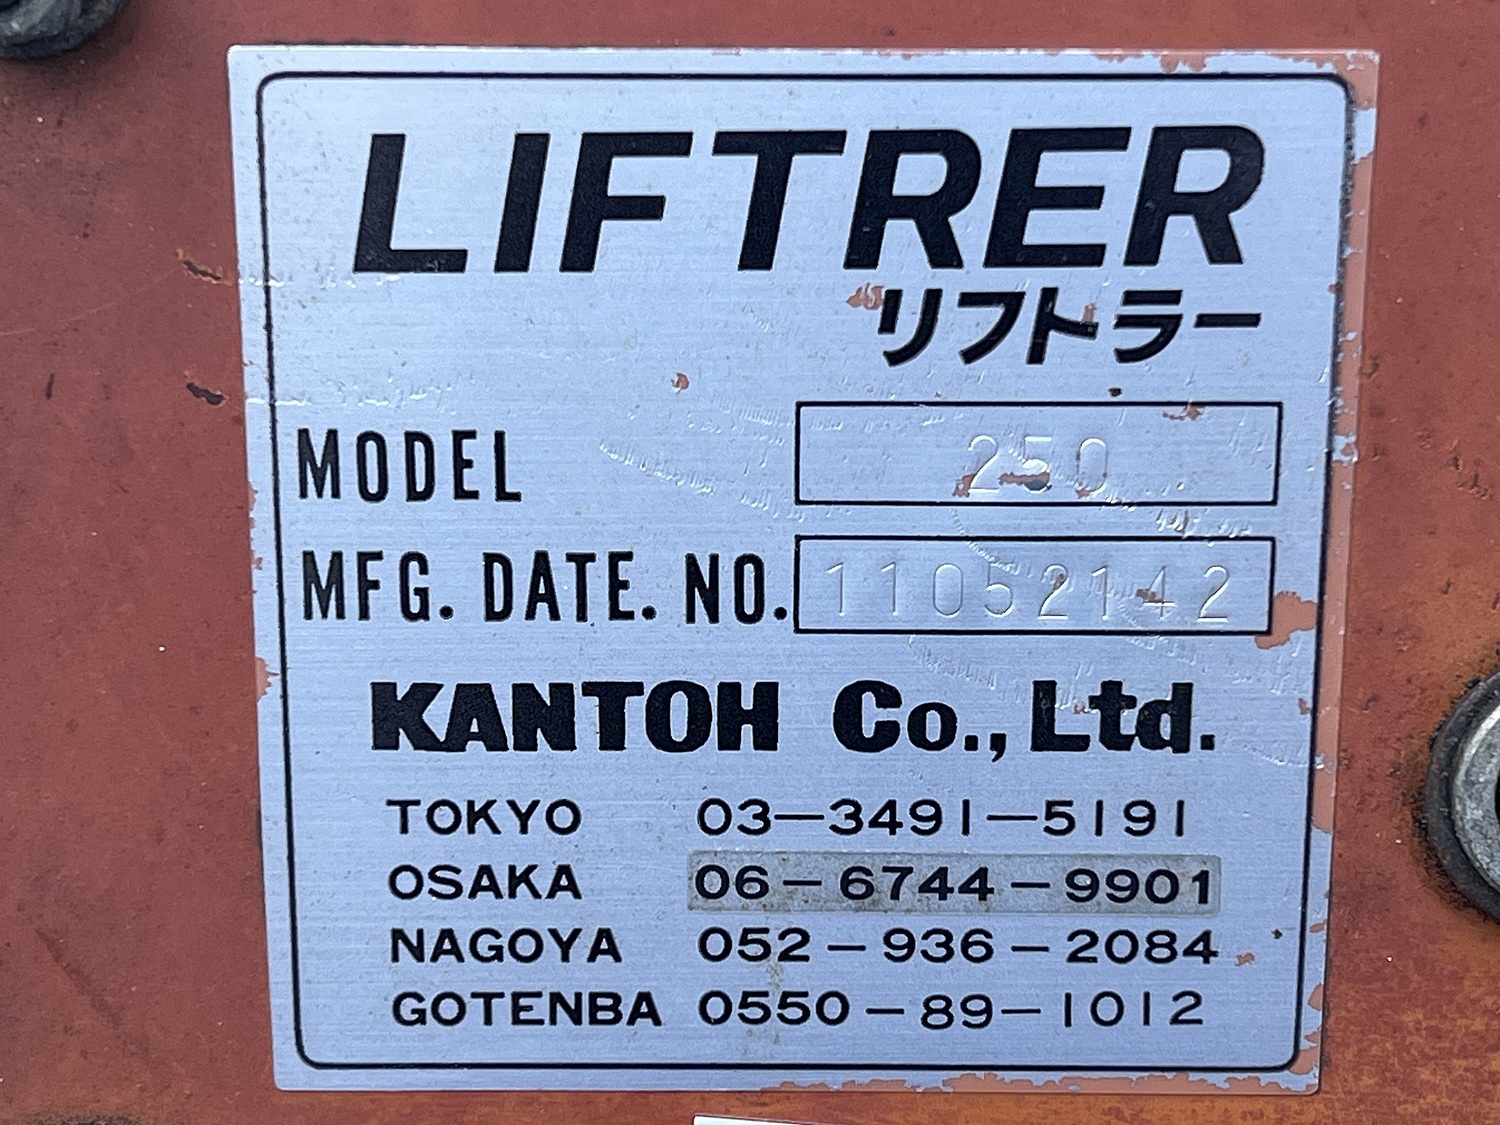 LIFTRER
リフトラー
MODEL 250
MFG. DATE. NO. 11052142
KANTOH Co., Ltd.
TOKYO 03-3491-5191
OSAKA 06-6744-9901
NAGOYA 052-936-2084
GOTENBA 0550-89-1012